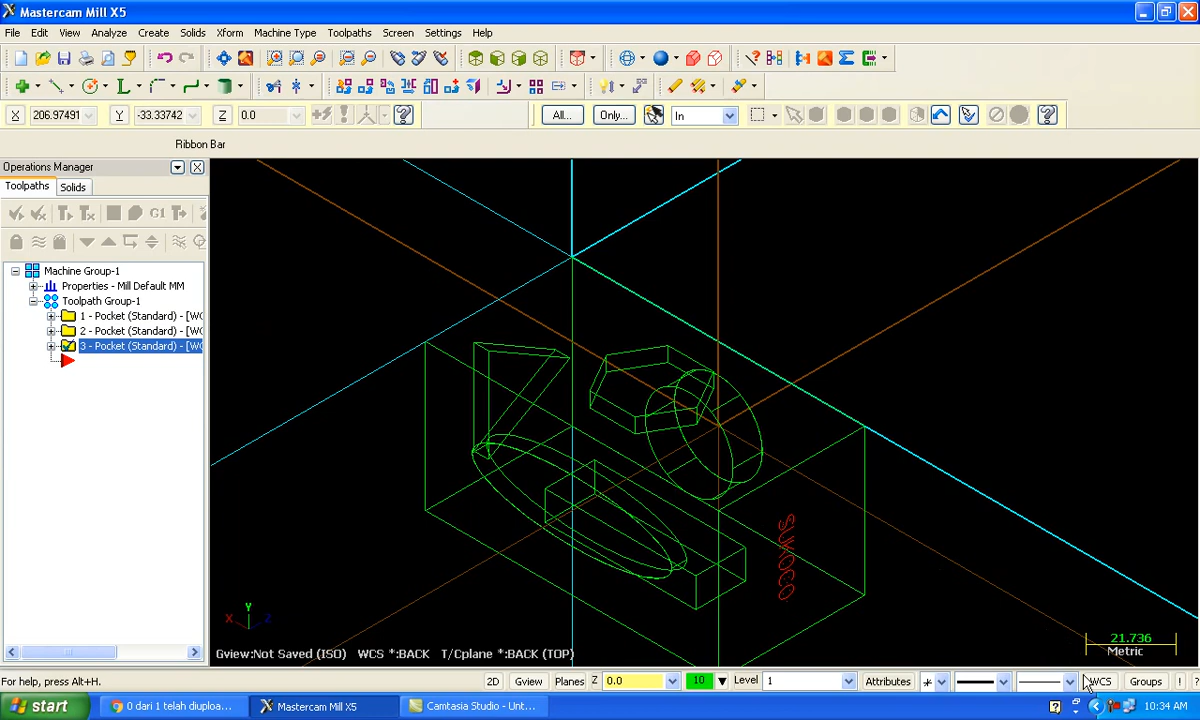 Mastercam Mill X5
File Edit View Analyze Create Solids Xform Machine Type Toolpaths Screen Settings Help
X 206.97491 Y -33.33742 Z 0.0 All... Only... In
Ribbon Bar
Operations Manager
Toolpaths Solids
G1
Machine Group-1
Properties - Mill Default MM
Toolpath Group-1
1 - Pocket (Standard) - [WC
2 - Pocket (Standard) - [WC
3 - Pocket (Standard) - [WC
SUKOCO
Y
X Z
21.736
Metric
Gview:Not Saved (ISO) WCS *:BACK T/Cplane *:BACK (TOP)
For help, press Alt+H. 2D Gview Planes Z 0.0 10 Level 1 Attributes WCS Groups ! ?
start 0 dari 1 telah diuploa... Mastercam Mill X5 Camtasia Studio - Unt... 10:34 AM